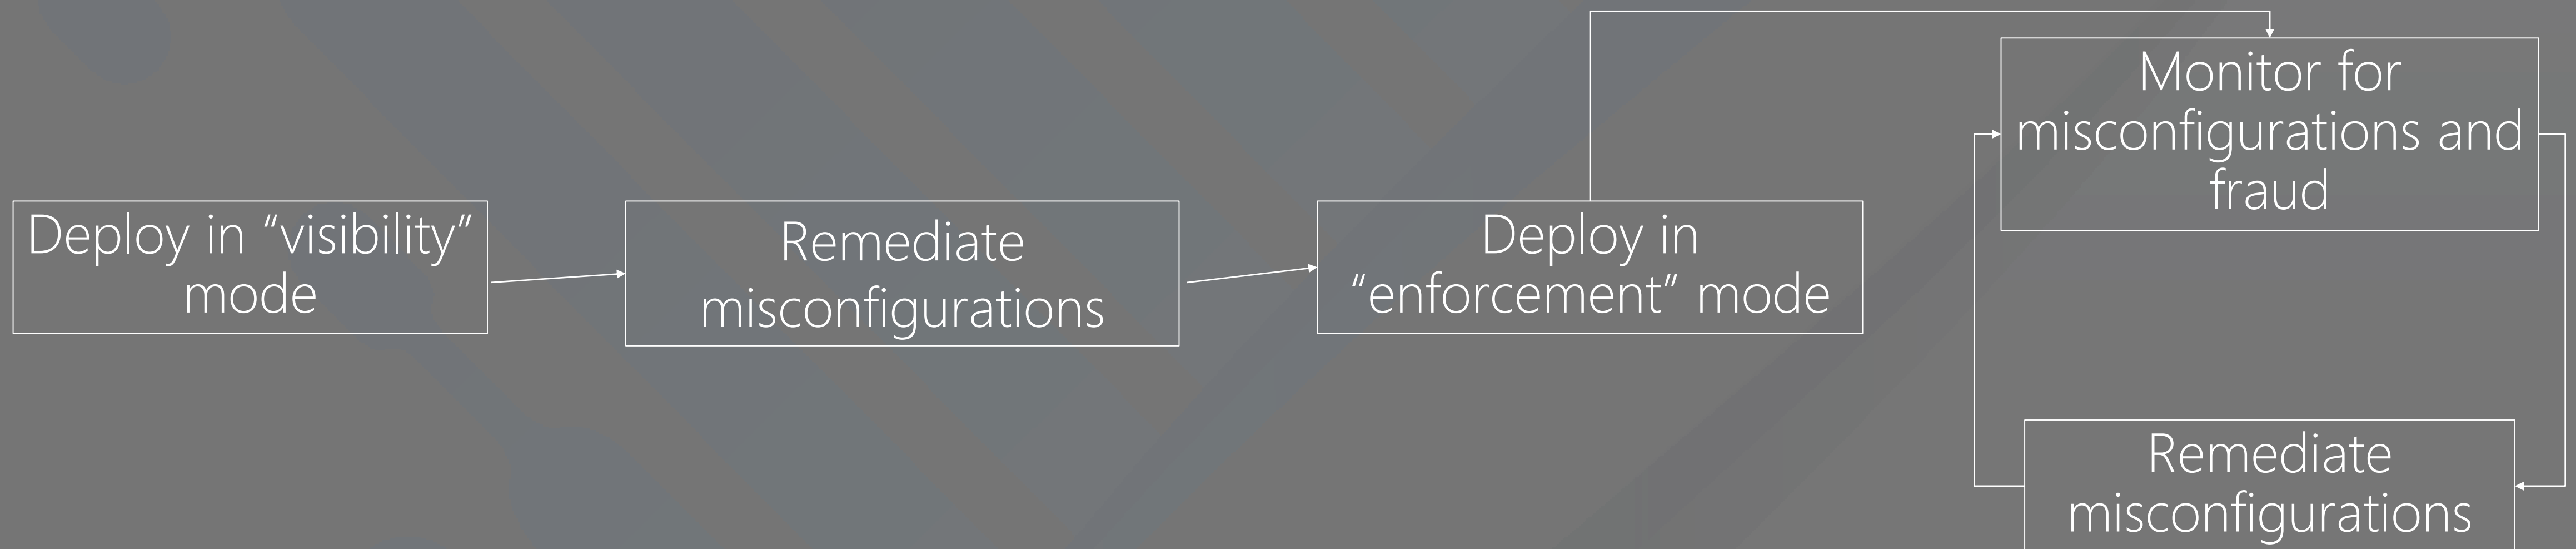 Deploy in “visibility”
mode
Remediate
misconfigurations
Deploy in
“enforcement” mode
Monitor for
misconfigurations and
fraud
Remediate
misconfigurations